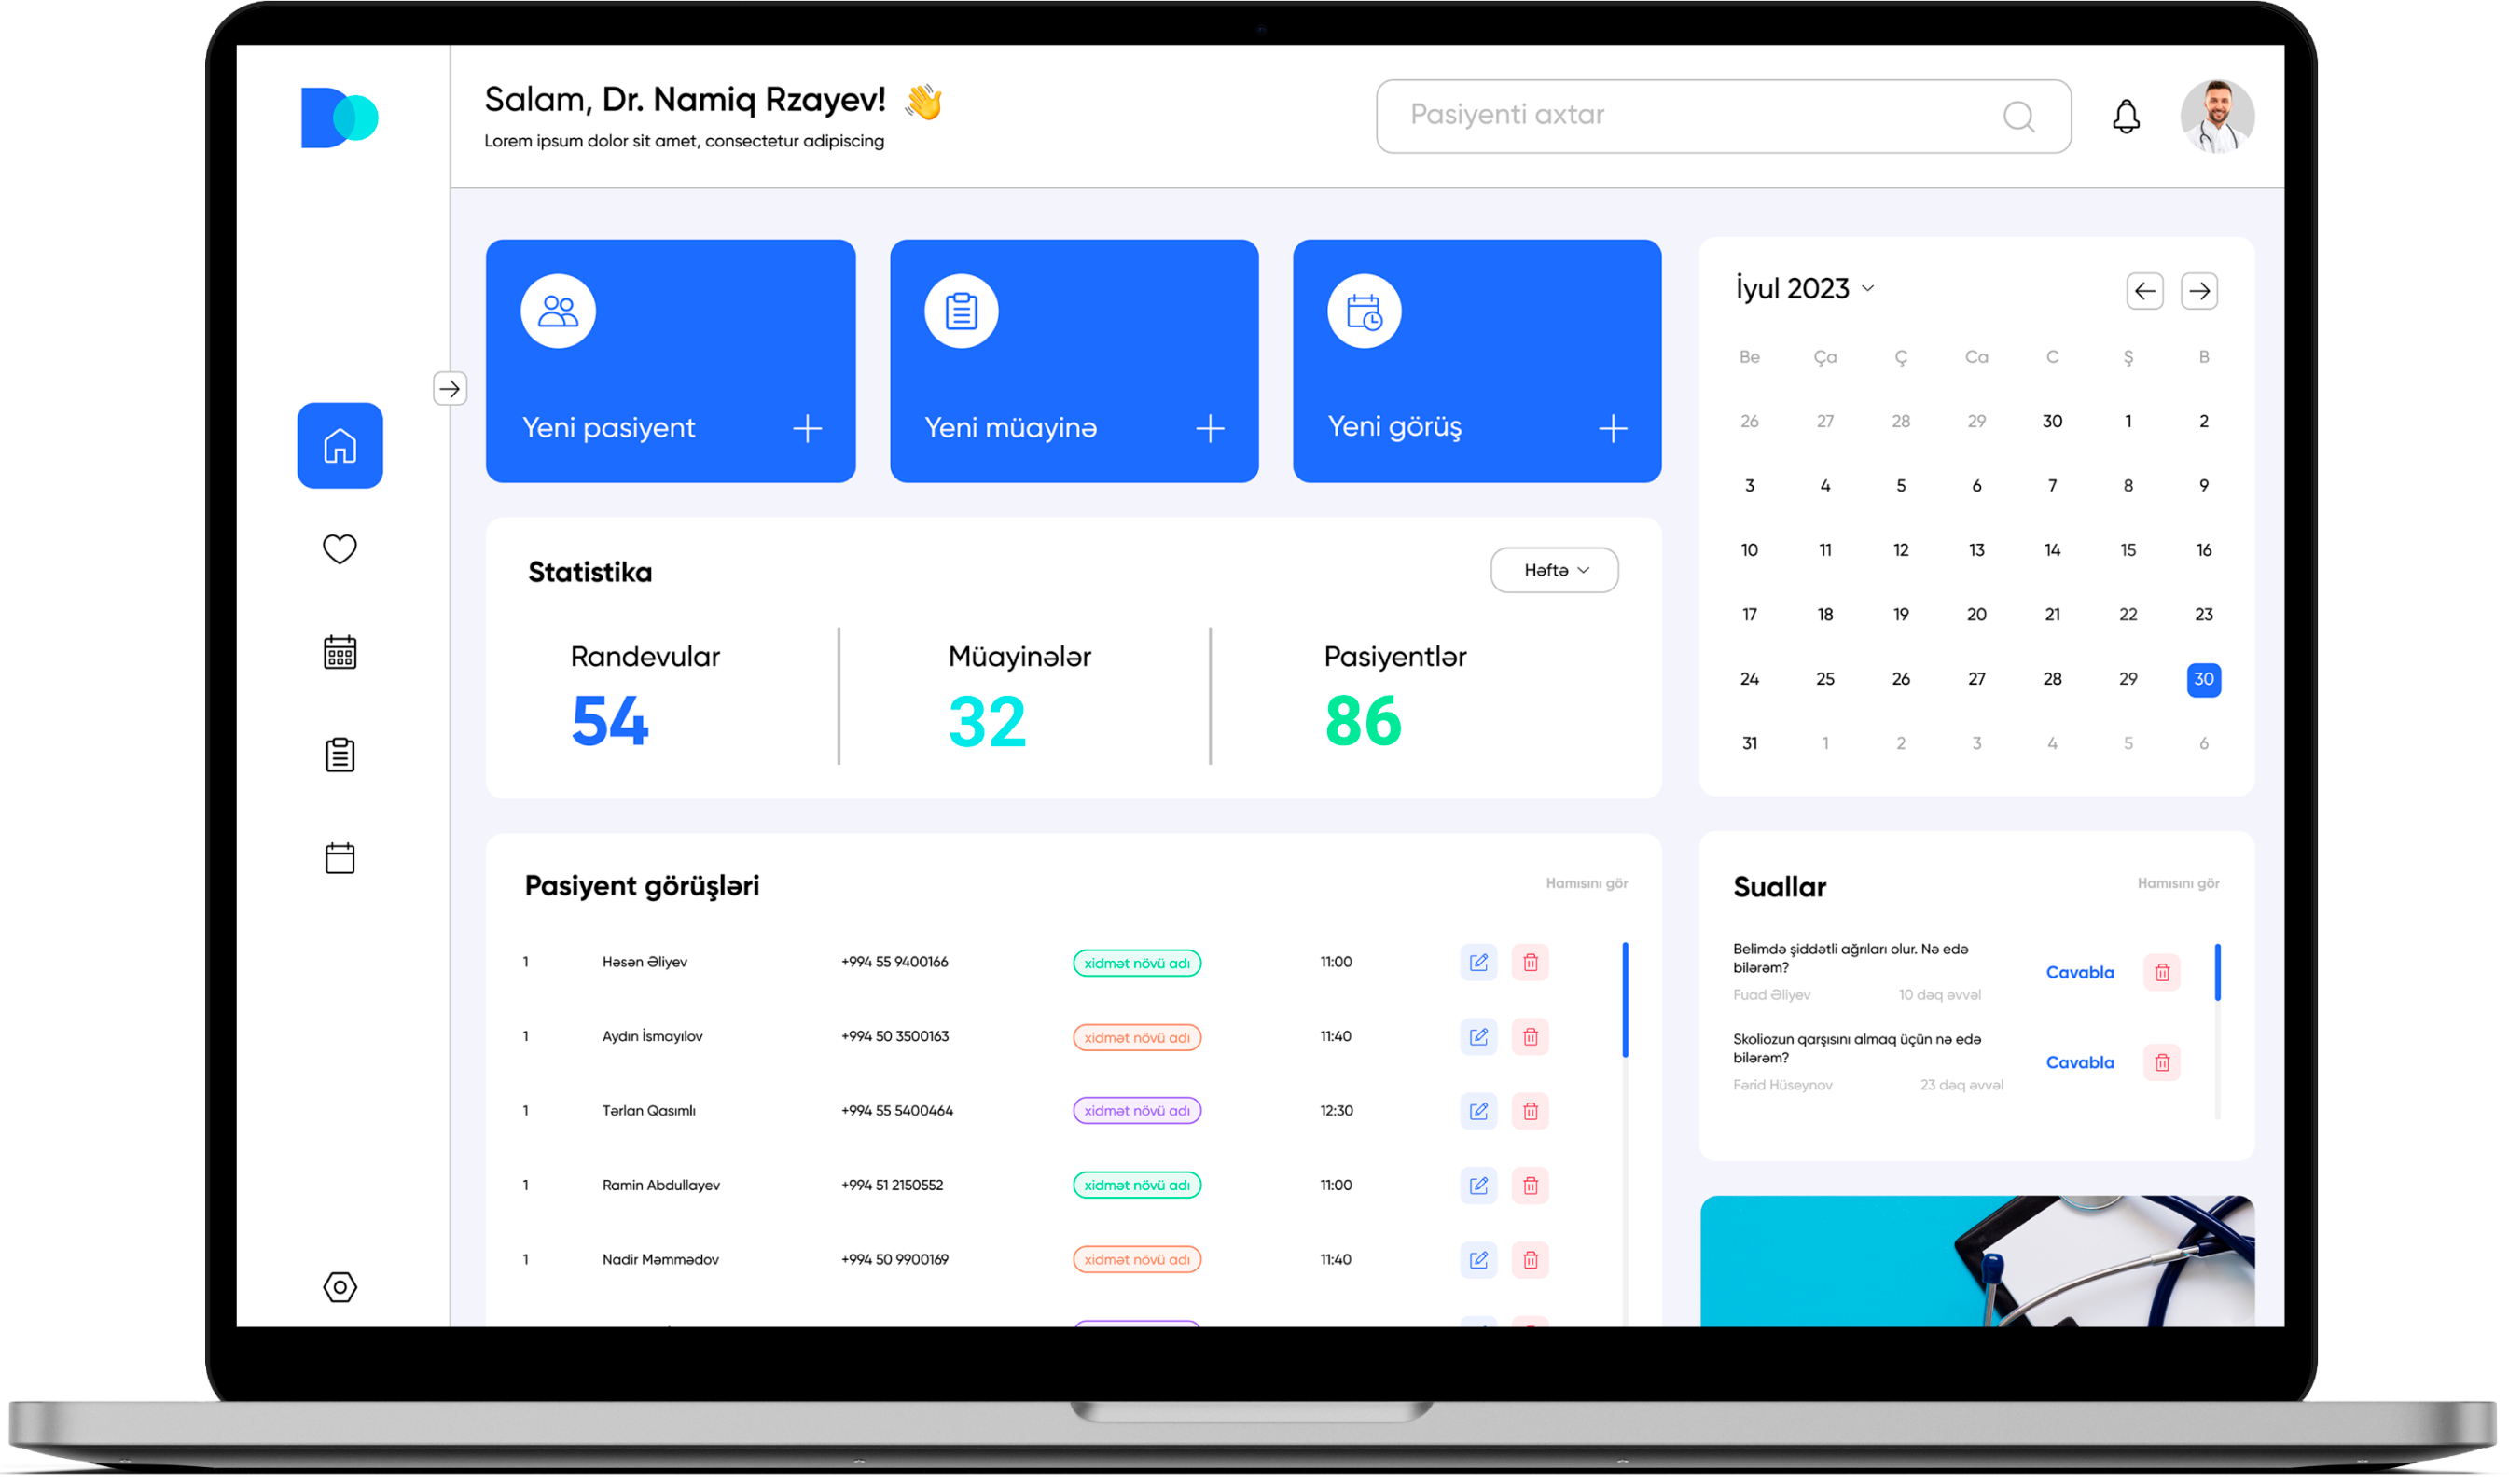 Salam, Dr. Namiq Rzayev! 👋
Lorem ipsum dolor sit amet, consectetur adipiscing
Pasiyenti axtar
Yeni pasiyent
Yeni müayinə
Yeni görüş
Statistika
Həftə
Randevular
54
Müayinələr
32
Pasiyentlər
86
İyul 2023
Be Ça Ç Ca C Ş B
26 27 28 29 30 1 2
3 4 5 6 7 8 9
10 11 12 13 14 15 16
17 18 19 20 21 22 23
24 25 26 27 28 29 30
31 1 2 3 4 5 6
Pasiyent görüşləri
Hamısını gör
1 Həsən Əliyev +994 55 9400166 xidmət növü adı 11:00
1 Aydın İsmayılov +994 50 3500163 xidmət növü adı 11:40
1 Tərlan Qasımlı +994 55 5400464 xidmət növü adı 12:30
1 Ramin Abdullayev +994 51 2150552 xidmət növü adı 11:00
1 Nadir Məmmədov +994 50 9900169 xidmət növü adı 11:40
Suallar
Hamısını gör
Belimdə şiddətli ağrıları olur. Nə edə
bilərəm?
Fuad Əliyev 10 dəq əvvəl
Cavabla
Skoliozun qarşısını almaq üçün nə edə
bilərəm?
Fərid Hüseynov 23 dəq əvvəl
Cavabla